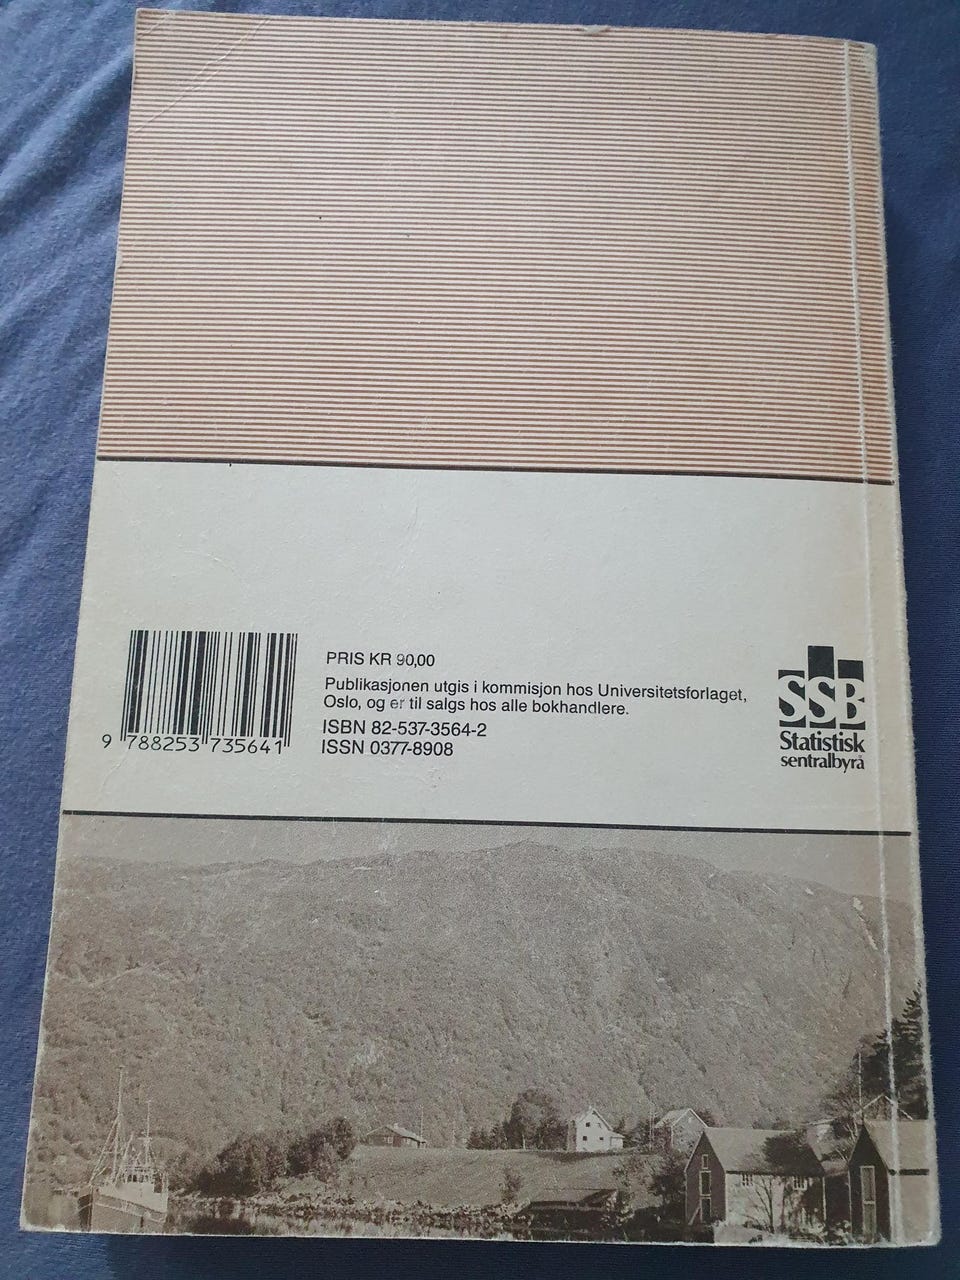 PRIS KR 90,00
Publikasjonen utgis i kommisjon hos Universitetsforlaget,
Oslo, og er til salgs hos alle bokhandlere.
ISBN 82-537-3564-2
ISSN 0377-8908
9 788253 735641
SSB
Statistisk
sentralbyrå